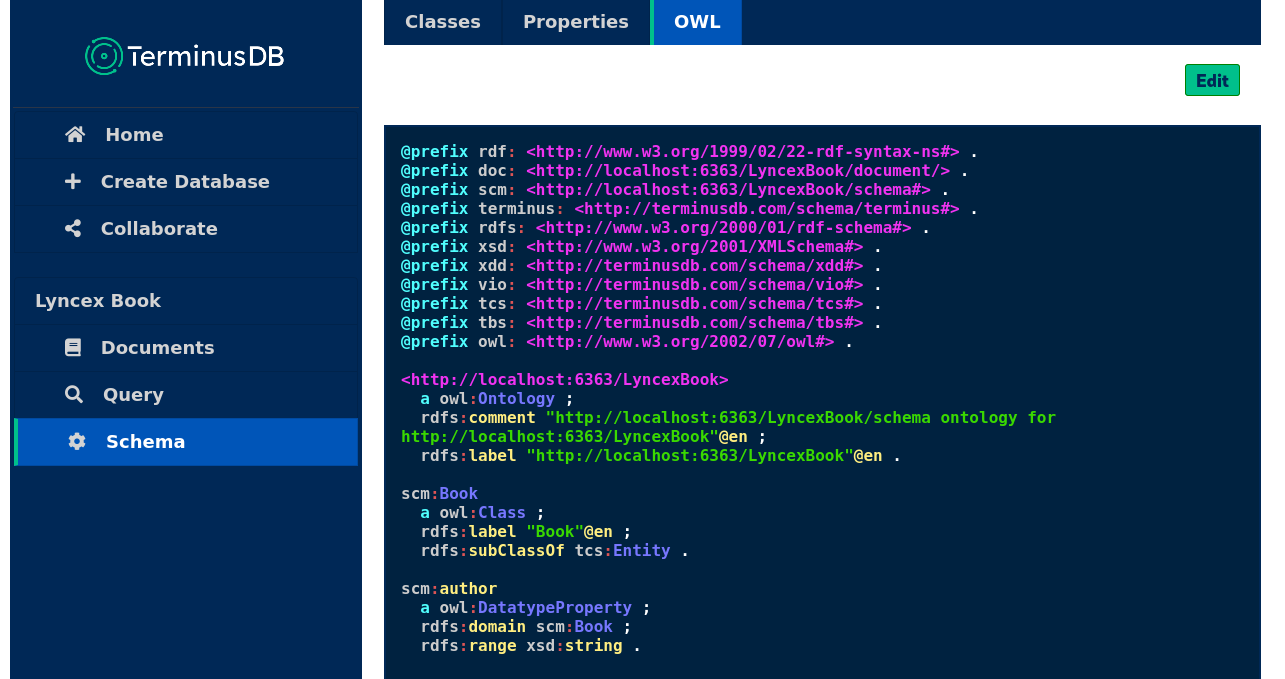 TerminusDB
Home
Create Database
Collaborate
Lyncex Book
Documents
Query
Schema
Classes
Properties
OWL
Edit
@prefix rdf: <http://www.w3.org/1999/02/22-rdf-syntax-ns#> .
@prefix doc: <http://localhost:6363/LyncexBook/document/> .
@prefix scm: <http://localhost:6363/LyncexBook/schema#> .
@prefix terminus: <http://terminusdb.com/schema/terminus#> .
@prefix rdfs: <http://www.w3.org/2000/01/rdf-schema#> .
@prefix xsd: <http://www.w3.org/2001/XMLSchema#> .
@prefix xdd: <http://terminusdb.com/schema/xdd#> .
@prefix vio: <http://terminusdb.com/schema/vio#> .
@prefix tcs: <http://terminusdb.com/schema/tcs#> .
@prefix tbs: <http://terminusdb.com/schema/tbs#> .
@prefix owl: <http://www.w3.org/2002/07/owl#> .

<http://localhost:6363/LyncexBook>
  a owl:Ontology ;
  rdfs:comment "http://localhost:6363/LyncexBook/schema ontology for
http://localhost:6363/LyncexBook"@en ;
  rdfs:label "http://localhost:6363/LyncexBook"@en .

scm:Book
  a owl:Class ;
  rdfs:label "Book"@en ;
  rdfs:subClassOf tcs:Entity .

scm:author
  a owl:DatatypeProperty ;
  rdfs:domain scm:Book ;
  rdfs:range xsd:string .